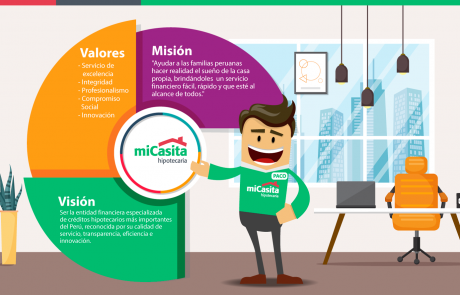 Valores
- Servicio de
excelencia
- Integridad
- Profesionalismo
- Compromiso
Social
- Innovación
Misión
"Ayudar a las familias peruanas
hacer realidad el sueño de la casa
propia, brindándoles un servicio
financiero fácil, rápido y que esté al
alcance de todos."
miCasita
hipotecaria
Visión
Ser la entidad financiera especializada
de créditos hipotecarios más importantes
del Perú, reconocida por su calidad de
servicio, transparencia, eficiencia e
innovación.
PACO
miCasita
hipotecaria